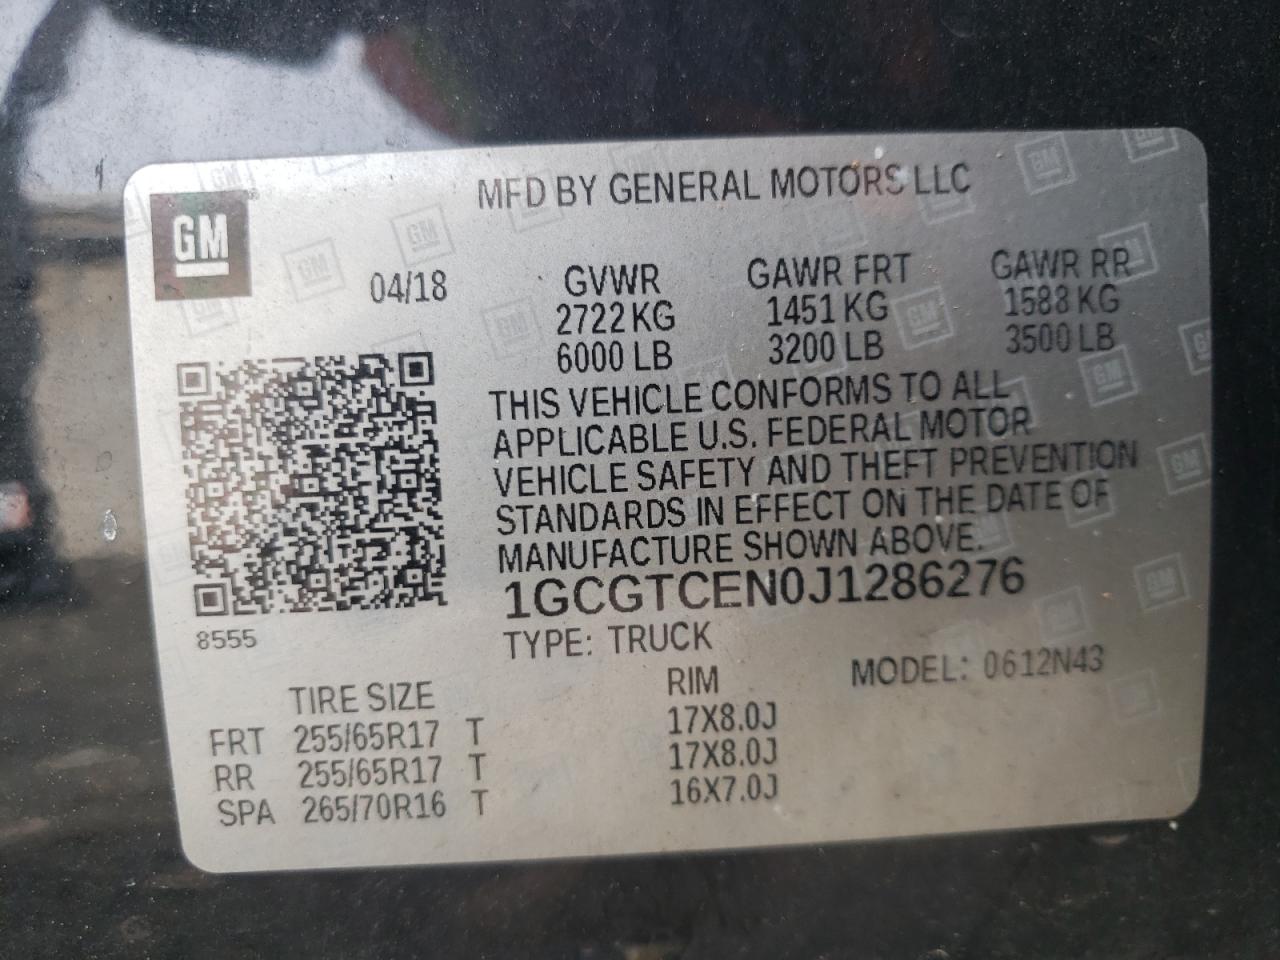 MFD BY GENERAL MOTORS LLC
GM
04/18
GVWR GAWR FRT GAWR RR
2722 KG 1451 KG 1588 KG
6000 LB 3200 LB 3500 LB
THIS VEHICLE CONFORMS TO ALL
APPLICABLE U.S. FEDERAL MOTOR
VEHICLE SAFETY AND THEFT PREVENTION
STANDARDS IN EFFECT ON THE DATE OF
MANUFACTURE SHOWN ABOVE.
1GCGTCEN0J1286276
8555
TYPE: TRUCK
MODEL: 0612N43
TIRE SIZE RIM
FRT 255/65R17 T 17X8.0J
RR 255/65R17 T 17X8.0J
SPA 265/70R16 T 16X7.0J